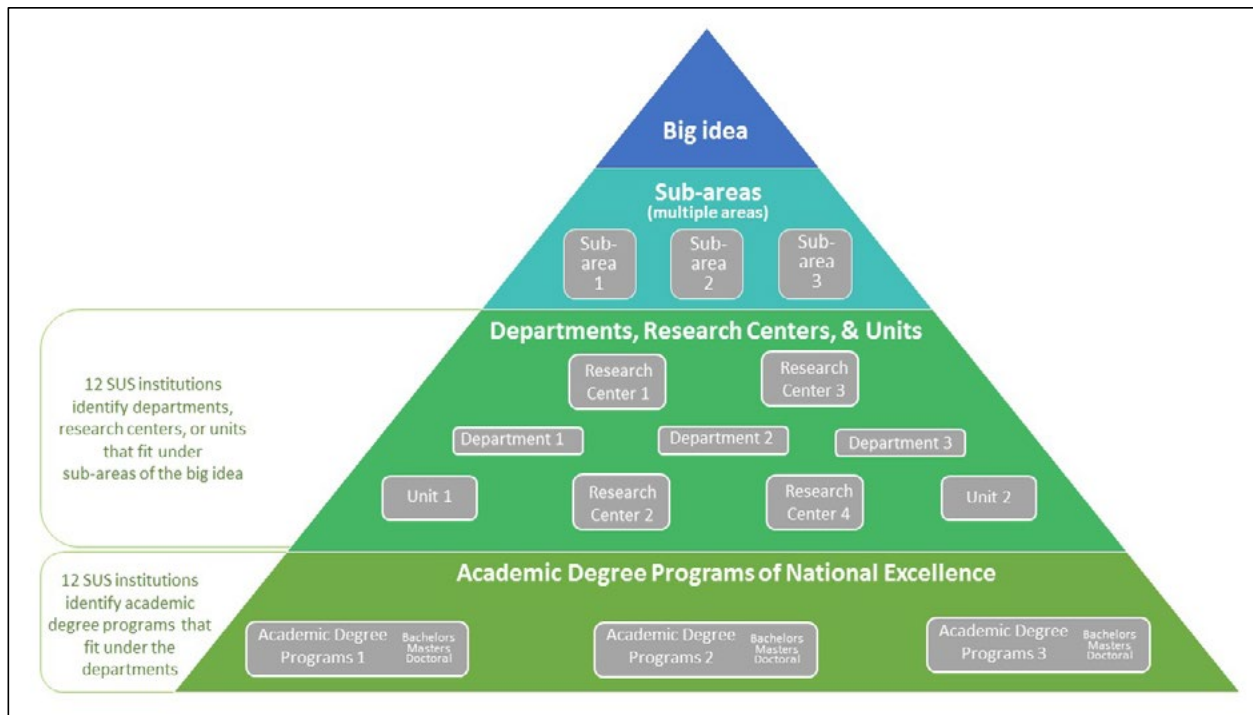 Big idea
Sub-areas
(multiple areas)
Sub-
area
1
Sub-
area
2
Sub-
area
3
12 SUS institutions
identify departments,
research centers, or units
that fit under
sub-areas of the big idea
Departments, Research Centers, & Units
Research
Center 1
Research
Center 3
Department 1
Department 2
Department 3
Unit 1
Research
Center 2
Research
Center 4
Unit 2
12 SUS institutions
identify academic
degree programs that
fit under the
departments
Academic Degree Programs of National Excellence
Academic Degree
Programs 1
Bachelors
Masters
Doctoral
Academic Degree
Programs 2
Bachelors
Masters
Doctoral
Academic Degree
Programs 3
Bachelors
Masters
Doctoral